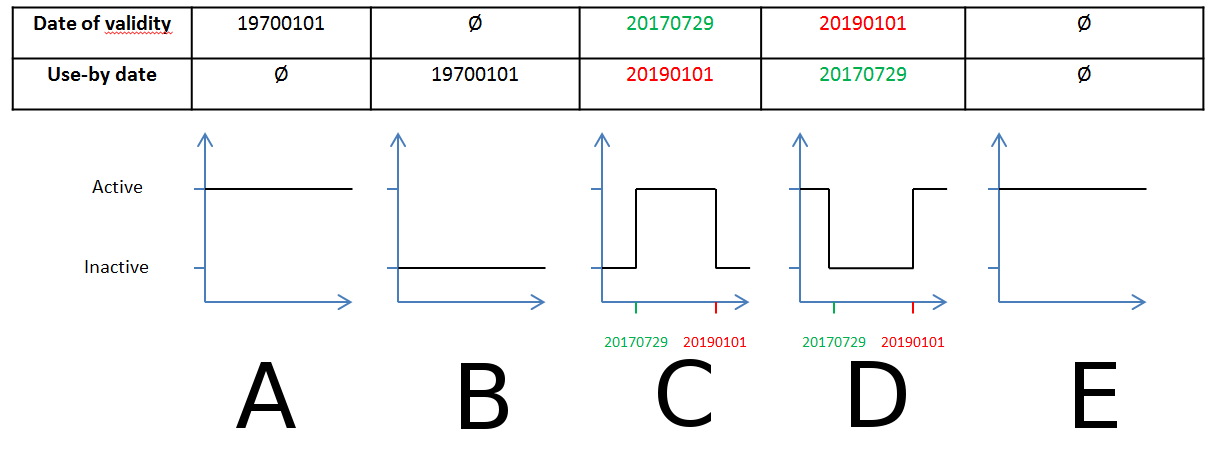 Date of validity 19700101 Ø 20170729 20190101 Ø
Use-by date Ø 19700101 20190101 20170729 Ø
Active
Inactive
20170729 20190101 20170729 20190101
A B C D E